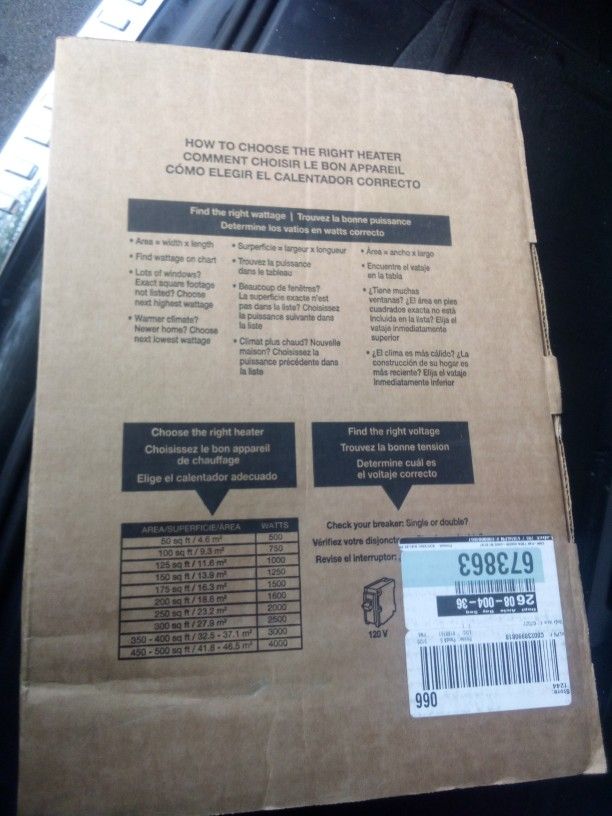 HOW TO CHOOSE THE RIGHT HEATER
COMMENT CHOISIR LE BON APPAREIL
CÓMO ELEGIR EL CALENTADOR CORRECTO
Find the right wattage | Trouvez la bonne puissance
Determine los vatios en watts correcto
• Area = width x length
• Find wattage on chart
• Lots of windows?
Exact square footage
not listed? Choose
next highest wattage
• Warmer climate?
Newer home? Choose
next lowest wattage
• Superficie = largeur x longueur
• Trouvez la puissance
dans le tableau
• Beaucoup de fenêtres?
La superficie exacte n'est
pas dans la liste? Choisissez
la puissance suivante dans
la liste
• Climat plus chaud? Nouvelle
maison? Choisissez la
puissance précédente dans
la liste
• Área = ancho x largo
• Encuentre el vataje
en la tabla
• ¿Tiene muchas
ventanas? ¿El área en pies
cuadrados exacta no está
incluida en la lista? Elija el
vataje inmediatamente
superior
• ¿El clima es más cálido? ¿La
construcción de su hogar es
más reciente? Elija el vataje
inmediatamente inferior
Choose the right heater
Choisissez le bon appareil
de chauffage
Elige el calentador adecuado
AREA/SUPERFICIE/ÁREA WATTS
50 sq ft / 4.6 m² 500
100 sq ft / 9.3 m² 750
125 sq ft / 11.6 m² 1000
150 sq ft / 13.9 m² 1250
175 sq ft / 16.3 m² 1500
200 sq ft / 18.6 m² 1600
250 sq ft / 23.2 m² 2000
300 sq ft / 27.9 m² 2500
350 - 400 sq ft / 32.5 - 37.1 m² 3000
450 - 500 sq ft / 41.8 - 46.5 m² 4000
Find the right voltage
Trouvez la bonne tension
Determine cuál es
el voltaje correcto
Check your breaker: Single or double?
Vérifiez votre disjonct
Revise el interruptor:
120 V
673863
26 08-004-36
Dept Aisle Bay Seq
Store:
1244
066